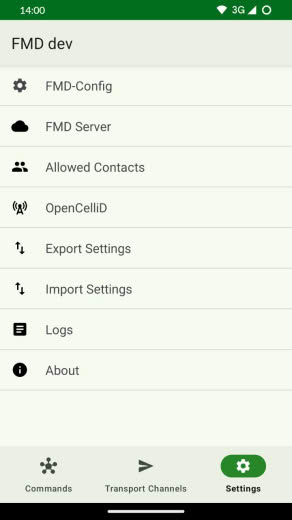 14:00
3G
FMD dev
FMD-Config
FMD Server
Allowed Contacts
OpenCelliD
Export Settings
Import Settings
Logs
About
Commands
Transport Channels
Settings